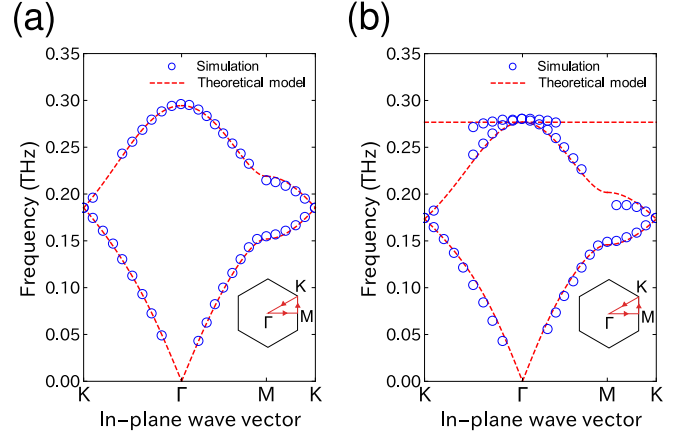 (a)
0.35
0.30
0.25
0.20
0.15
0.10
0.05
0.00
Frequency (THz)
Simulation
Theoretical model
K
M
Γ
K Γ M K
In-plane wave vector
(b)
0.35
0.30
0.25
0.20
0.15
0.10
0.05
0.00
Frequency (THz)
Simulation
Theoretical model
K
M
Γ
K Γ M K
In-plane wave vector